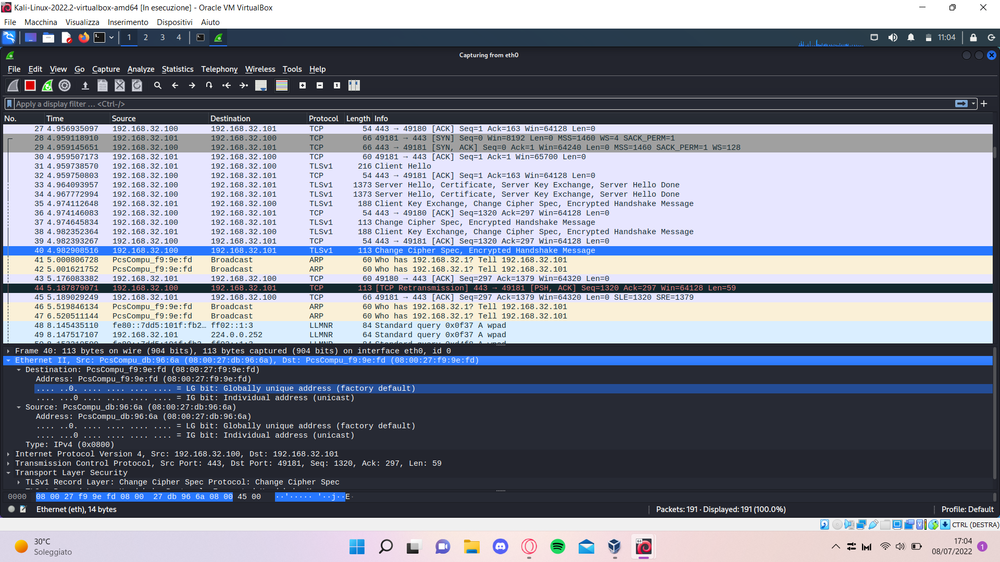 Kali-Linux-2022.2-virtualbox-amd64 [In esecuzione] - Oracle VM VirtualBox
File Macchina Visualizza Inserimento Dispositivi Aiuto
1 2 3 4 11:04
Capturing from eth0
File Edit View Go Capture Analyze Statistics Telephony Wireless Tools Help
Apply a display filter ... <Ctrl-/>
No. Time Source Destination Protocol Length Info
27 4.956935097 192.168.32.100 192.168.32.101 TCP 54 443 → 49180 [ACK] Seq=1 Ack=163 Win=64128 Len=0
28 4.959118910 192.168.32.101 192.168.32.100 TCP 66 49181 → 443 [SYN] Seq=0 Win=8192 Len=0 MSS=1460 WS=4 SACK_PERM=1
29 4.959145651 192.168.32.100 192.168.32.101 TCP 66 443 → 49181 [SYN, ACK] Seq=0 Ack=1 Win=64240 Len=0 MSS=1460 SACK_PERM=1 WS=128
30 4.959507173 192.168.32.101 192.168.32.100 TCP 60 49181 → 443 [ACK] Seq=1 Ack=1 Win=65700 Len=0
31 4.959738570 192.168.32.101 192.168.32.100 TLSv1 216 Client Hello
32 4.959750803 192.168.32.100 192.168.32.101 TCP 54 443 → 49181 [ACK] Seq=1 Ack=163 Win=64128 Len=0
33 4.964093957 192.168.32.100 192.168.32.101 TLSv1 1373 Server Hello, Certificate, Server Key Exchange, Server Hello Done
34 4.967772994 192.168.32.100 192.168.32.101 TLSv1 1373 Server Hello, Certificate, Server Key Exchange, Server Hello Done
35 4.974112648 192.168.32.101 192.168.32.100 TLSv1 188 Client Key Exchange, Change Cipher Spec, Encrypted Handshake Message
36 4.974146083 192.168.32.100 192.168.32.101 TCP 54 443 → 49180 [ACK] Seq=1320 Ack=297 Win=64128 Len=0
37 4.974645834 192.168.32.100 192.168.32.101 TLSv1 113 Change Cipher Spec, Encrypted Handshake Message
38 4.982352364 192.168.32.101 192.168.32.100 TLSv1 188 Client Key Exchange, Change Cipher Spec, Encrypted Handshake Message
39 4.982393267 192.168.32.100 192.168.32.101 TCP 54 443 → 49181 [ACK] Seq=1320 Ack=297 Win=64128 Len=0
40 4.982908516 192.168.32.100 192.168.32.101 TLSv1 113 Change Cipher Spec, Encrypted Handshake Message
41 5.000806728 PcsCompu_f9:9e:fd Broadcast ARP 60 Who has 192.168.32.1? Tell 192.168.32.101
42 5.001621752 PcsCompu_f9:9e:fd Broadcast ARP 60 Who has 192.168.32.1? Tell 192.168.32.101
43 5.176083382 192.168.32.101 192.168.32.100 TCP 60 49180 → 443 [ACK] Seq=297 Ack=1379 Win=64320 Len=0
44 5.187879071 192.168.32.100 192.168.32.101 TCP 113 [TCP Retransmission] 443 → 49181 [PSH, ACK] Seq=1320 Ack=297 Win=64128 Len=59
45 5.189029249 192.168.32.101 192.168.32.100 TCP 66 49181 → 443 [ACK] Seq=297 Ack=1379 Win=64320 Len=0 SLE=1320 SRE=1379
46 5.519846134 PcsCompu_f9:9e:fd Broadcast ARP 60 Who has 192.168.32.1? Tell 192.168.32.101
47 6.520511144 PcsCompu_f9:9e:fd Broadcast ARP 60 Who has 192.168.32.1? Tell 192.168.32.101
48 8.145435110 fe80::7dd5:101f:fb2… ff02::1:3 LLMNR 84 Standard query 0x0f37 A wpad
49 8.147517107 192.168.32.101 224.0.0.252 LLMNR 64 Standard query 0x0f37 A wpad
Frame 40: 113 bytes on wire (904 bits), 113 bytes captured (904 bits) on interface eth0, id 0
Ethernet II, Src: PcsCompu_db:96:6a (08:00:27:db:96:6a), Dst: PcsCompu_f9:9e:fd (08:00:27:f9:9e:fd)
Destination: PcsCompu_f9:9e:fd (08:00:27:f9:9e:fd)
Address: PcsCompu_f9:9e:fd (08:00:27:f9:9e:fd)
.... ..0. .... .... .... .... = LG bit: Globally unique address (factory default)
.... ...0 .... .... .... .... = IG bit: Individual address (unicast)
Source: PcsCompu_db:96:6a (08:00:27:db:96:6a)
Address: PcsCompu_db:96:6a (08:00:27:db:96:6a)
.... ..0. .... .... .... .... = LG bit: Globally unique address (factory default)
.... ...0 .... .... .... .... = IG bit: Individual address (unicast)
Type: IPv4 (0x0800)
Internet Protocol Version 4, Src: 192.168.32.100, Dst: 192.168.32.101
Transmission Control Protocol, Src Port: 443, Dst Port: 49181, Seq: 1320, Ack: 297, Len: 59
Transport Layer Security
TLSv1 Record Layer: Change Cipher Spec Protocol: Change Cipher Spec
0000 08 00 27 f9 9e fd 08 00 27 db 96 6a 08 00 45 00 ··'····· '··j··E·
Ethernet (eth), 14 bytes Packets: 191 · Displayed: 191 (100.0%) Profile: Default
CTRL (DESTRA)
30°C
Soleggiato
17:04
08/07/2022
1